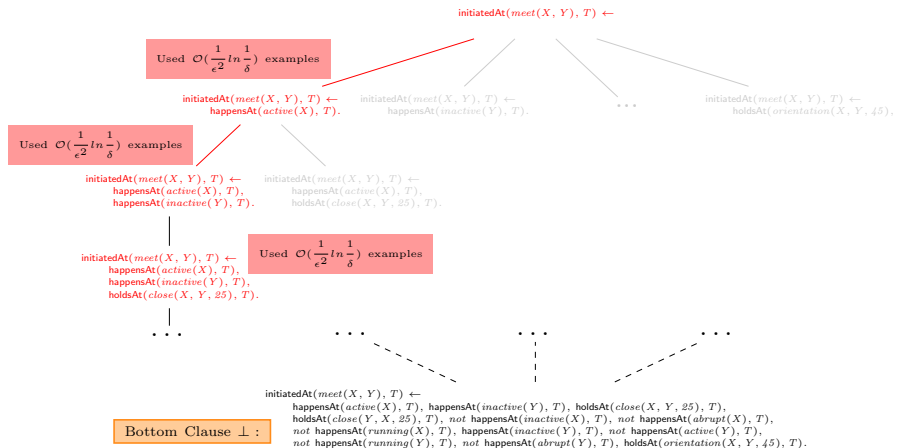 initiatedAt(meet(X, Y), T) ←
Used O(1/ϵ² ln 1/δ) examples
initiatedAt(meet(X, Y), T) ←
happensAt(active(X), T).
initiatedAt(meet(X, Y), T) ←
happensAt(inactive(Y), T).
...
initiatedAt(meet(X, Y), T) ←
holdsAt(orientation(X, Y, 45),
Used O(1/ϵ² ln 1/δ) examples
initiatedAt(meet(X, Y), T) ←
happensAt(active(X), T),
happensAt(inactive(Y), T).
initiatedAt(meet(X, Y), T) ←
happensAt(active(X), T),
holdsAt(close(X, Y, 25), T).
initiatedAt(meet(X, Y), T) ←
happensAt(active(X), T),
happensAt(inactive(Y), T),
holdsAt(close(X, Y, 25), T).
Used O(1/ϵ² ln 1/δ) examples
... ... ... ...
initiatedAt(meet(X, Y), T) ←
happensAt(active(X), T), happensAt(inactive(Y), T), holdsAt(close(X, Y, 25), T),
holdsAt(close(Y, X, 25), T), not happensAt(inactive(X), T), not happensAt(abrupt(X), T),
not happensAt(running(X), T), happensAt(inactive(Y), T), not happensAt(active(Y), T),
not happensAt(running(Y), T), not happensAt(abrupt(Y), T), holdsAt(orientation(X, Y, 45), T).
Bottom Clause ⊥ :